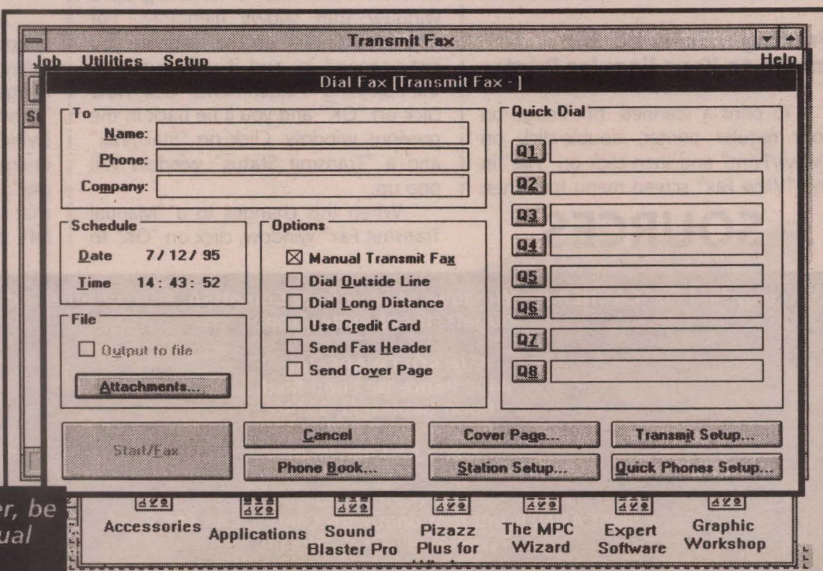 Transmit Fax
Job Utilities Setup Help
Dial Fax [Transmit Fax - ]
To
Name:
Phone:
Company:
Quick Dial
Q1
Q2
Q3
Q4
Q5
Q6
Q7
Q8
Schedule
Date 7/12/95
Time 14:43:52
Options
Manual Transmit Fax
Dial Outside Line
Dial Long Distance
Use Credit Card
Send Fax Header
Send Cover Page
File
Output to file
Attachments...
Start/Fax
Cancel
Cover Page...
Transmit Setup...
Phone Book...
Station Setup...
Quick Phones Setup...
er, be
ual
Accessories
Applications
Sound
Blaster Pro
Pizazz
Plus for
The MPC
Wizard
Expert
Software
Graphic
Workshop